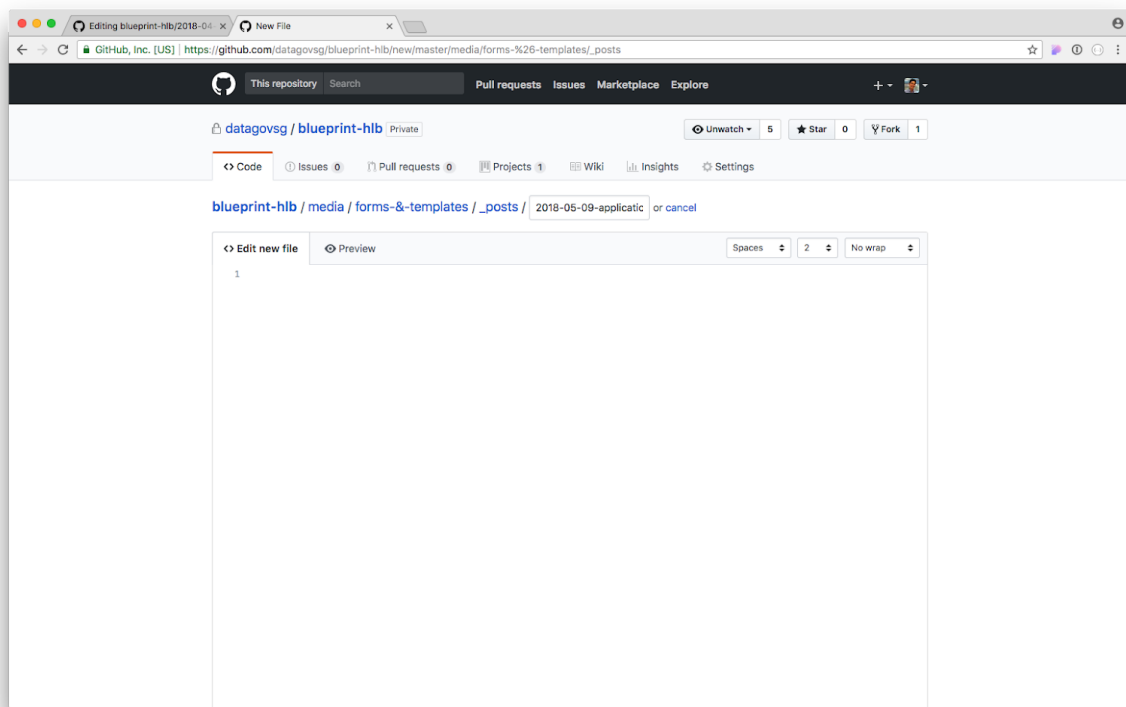 Editing blueprint-hlb/2018-04- New File
GitHub, Inc. [US] https://github.com/datagovsg/blueprint-hlb/new/master/media/forms-%26-templates/_posts
This repository Search Pull requests Issues Marketplace Explore
datagovsg / blueprint-hlb Private Unwatch 5 Star 0 Fork 1
Code Issues 0 Pull requests 0 Projects 1 Wiki Insights Settings
blueprint-hlb / media / forms-&-templates / _posts / 2018-05-09-applicatic or cancel
<> Edit new file Preview Spaces 2 No wrap
1